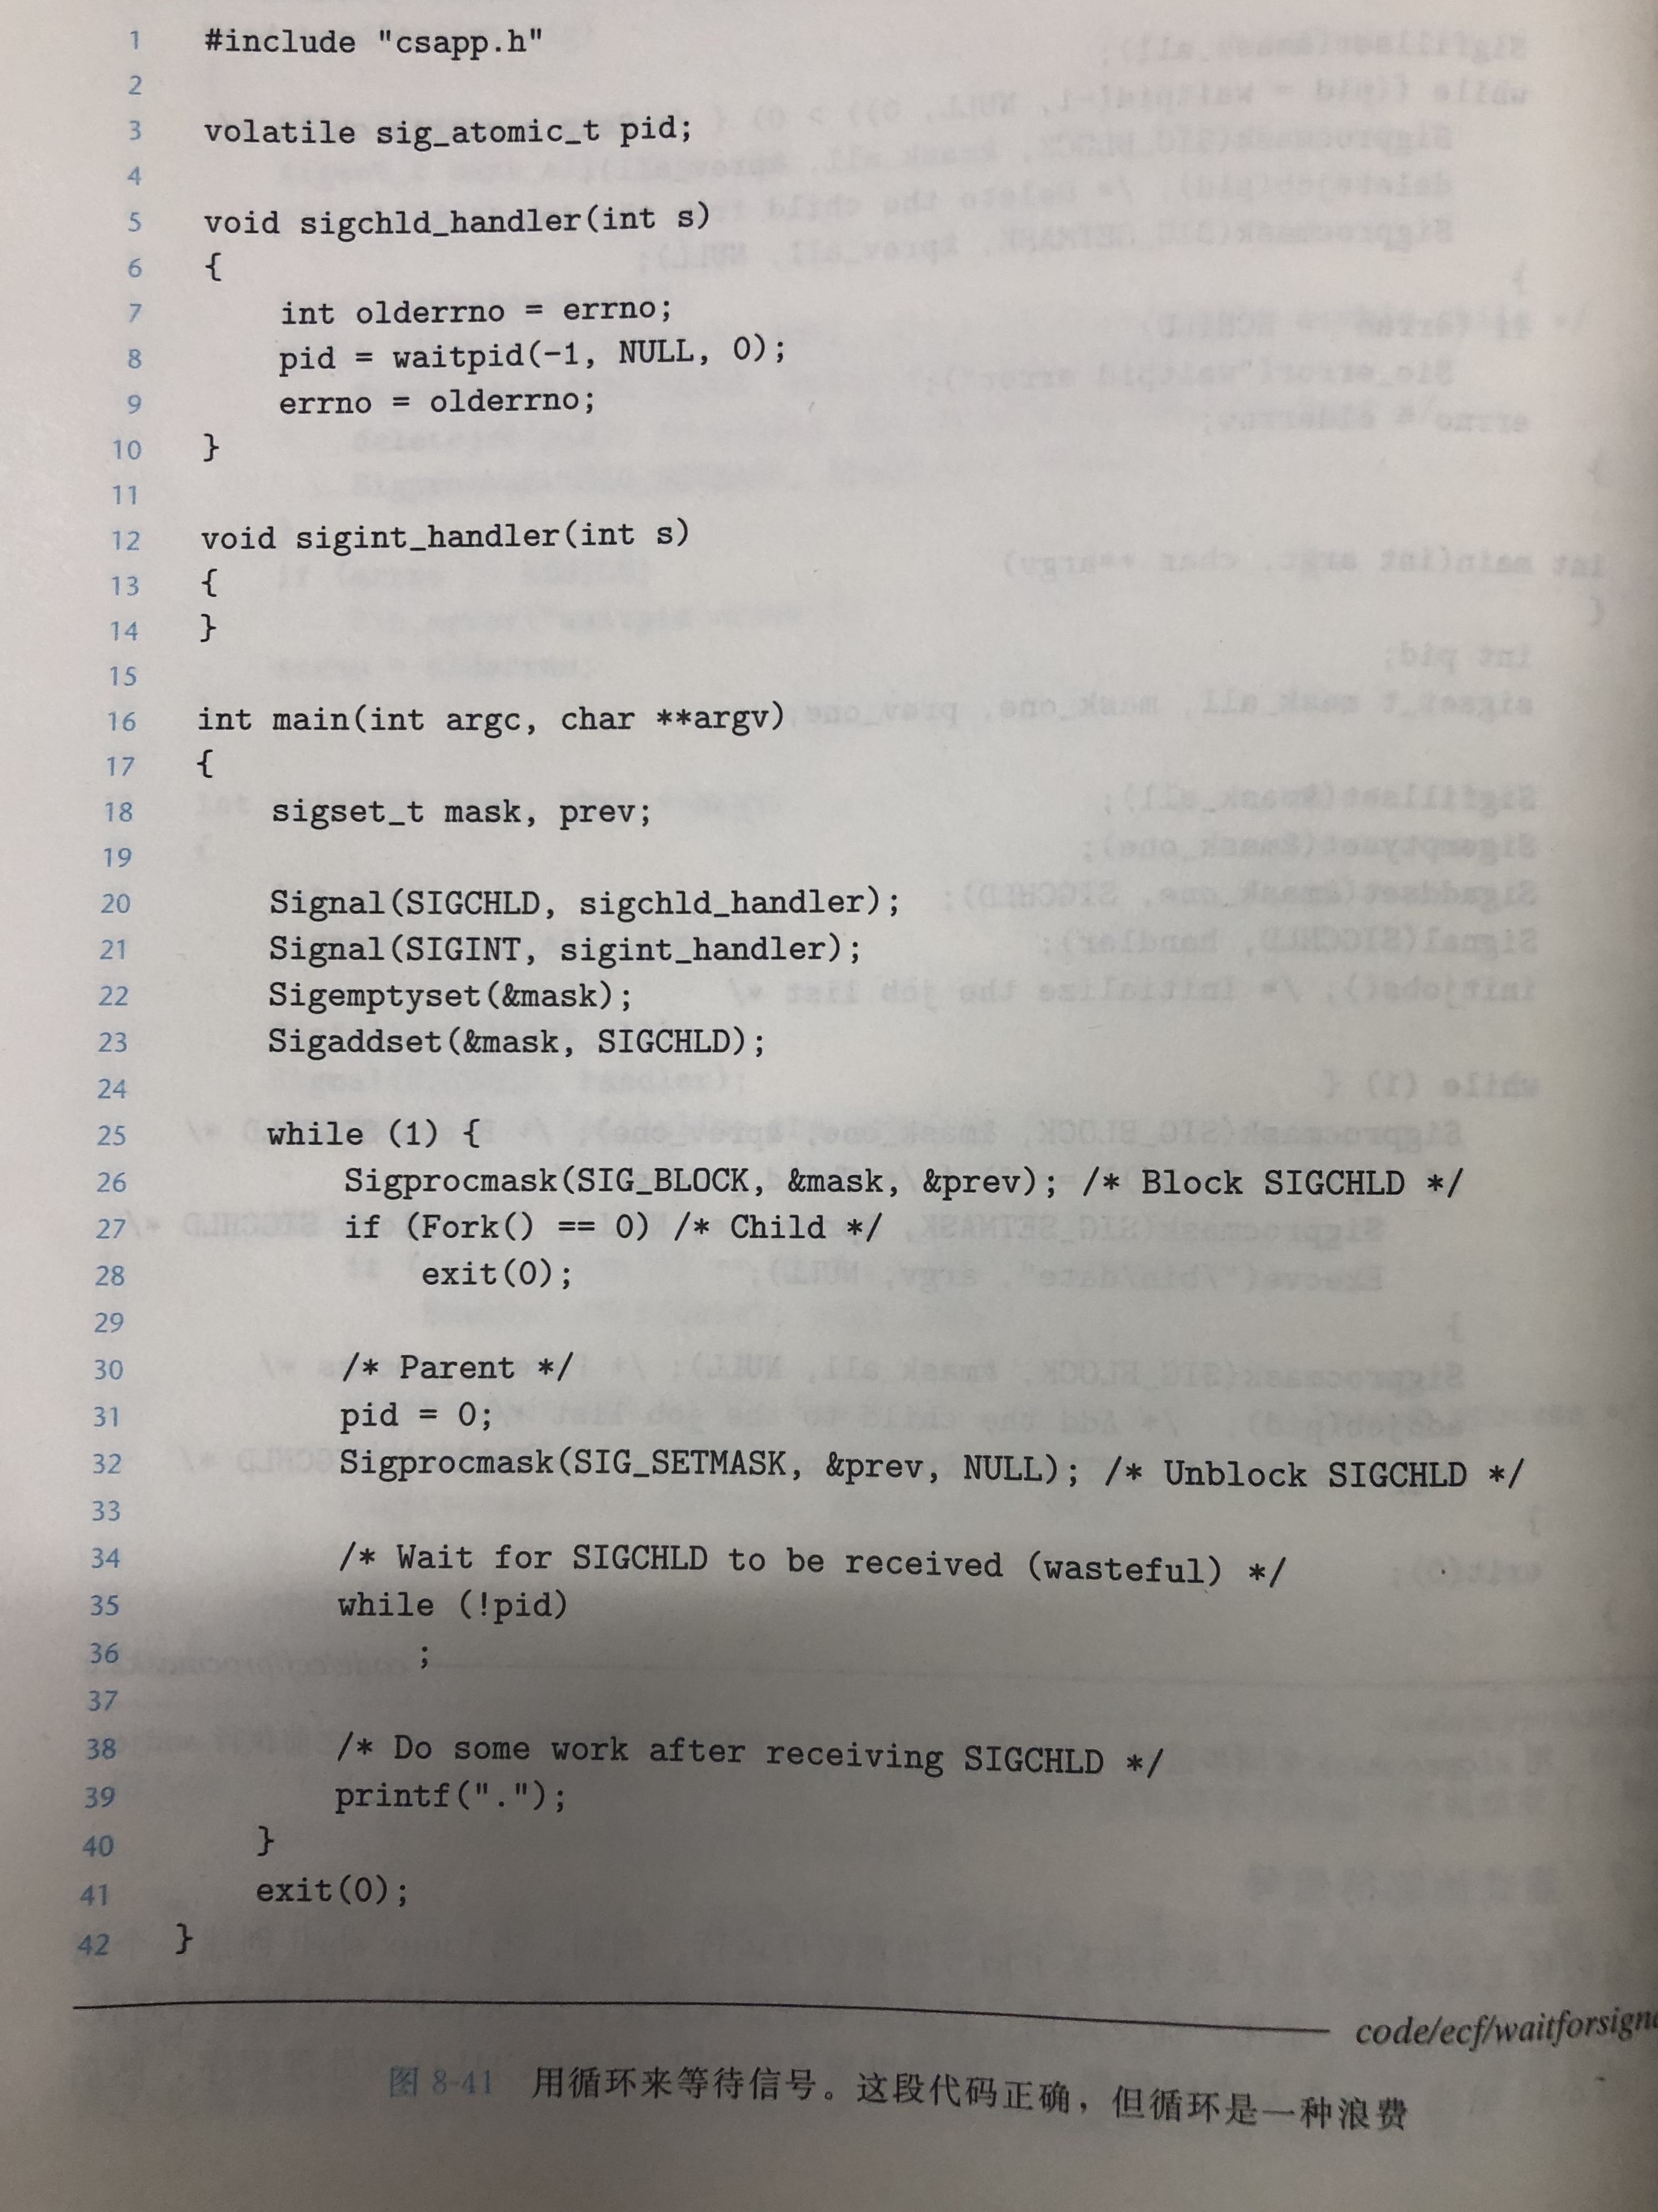 1 #include "csapp.h"
2
3 volatile sig_atomic_t pid;
4
5 void sigchld_handler(int s)
6 {
7     int olderrno = errno;
8     pid = waitpid(-1, NULL, 0);
9     errno = olderrno;
10 }
11
12 void sigint_handler(int s)
13 {
14 }
15
16 int main(int argc, char **argv)
17 {
18     sigset_t mask, prev;
19
20     Signal(SIGCHLD, sigchld_handler);
21     Signal(SIGINT, sigint_handler);
22     Sigemptyset(&mask);
23     Sigaddset(&mask, SIGCHLD);
24
25     while (1) {
26         Sigprocmask(SIG_BLOCK, &mask, &prev); /* Block SIGCHLD */
27         if (Fork() == 0) /* Child */
28             exit(0);
29
30         /* Parent */
31         pid = 0;
32         Sigprocmask(SIG_SETMASK, &prev, NULL); /* Unblock SIGCHLD */
33
34         /* Wait for SIGCHLD to be received (wasteful) */
35         while (!pid)
36             ;
37
38         /* Do some work after receiving SIGCHLD */
39         printf(".");
40     }
41     exit(0);
42 }
code/ecf/waitforsign
图 8-41 用循环来等待信号。这段代码正确，但循环是一种浪费